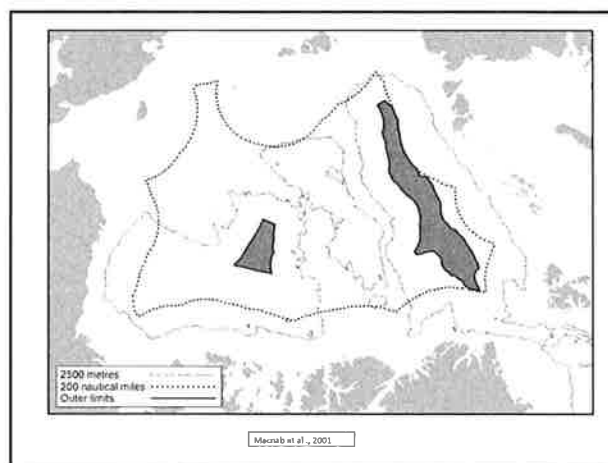 2500 metres
200 nautical miles
Outer limits
Macnab et al., 2001